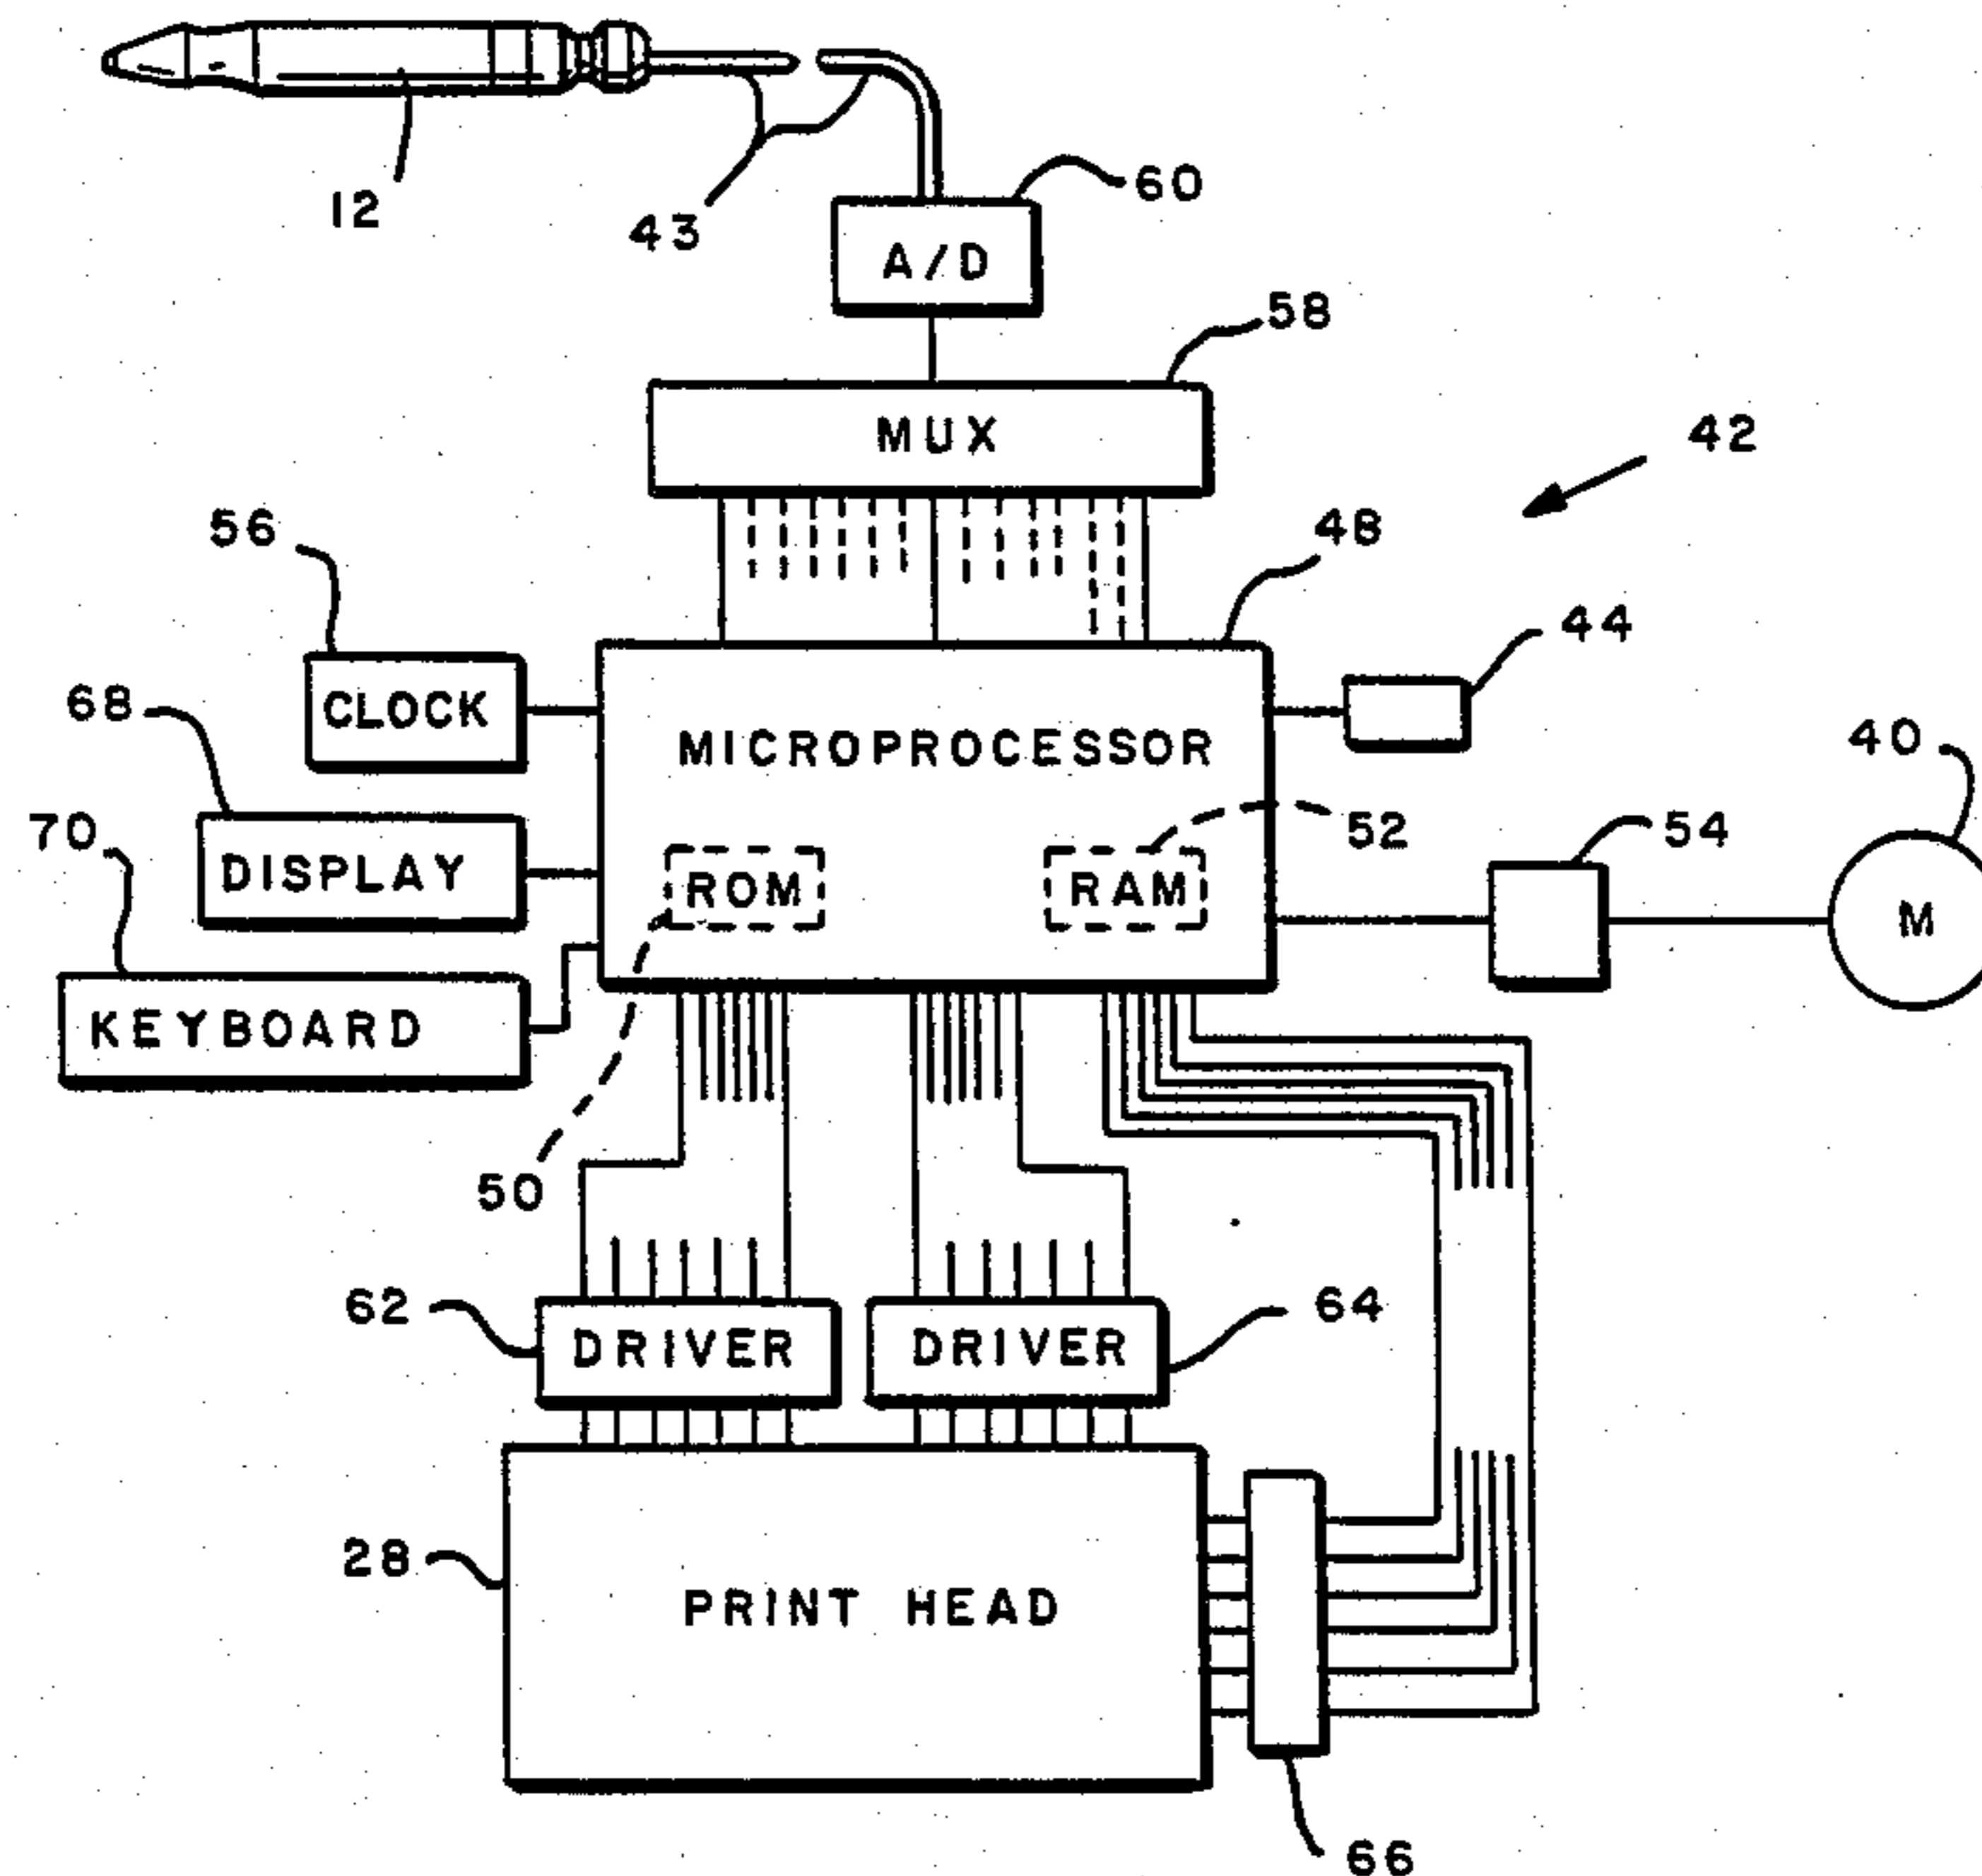 12
43
60
A/D
58
MUX
42
56
48
44
CLOCK
68
MICROPROCESSOR
40
70
52
54
DISPLAY
ROM
RAM
M
KEYBOARD
50
62
DRIVER
DRIVER
64
28
PRINT HEAD
66